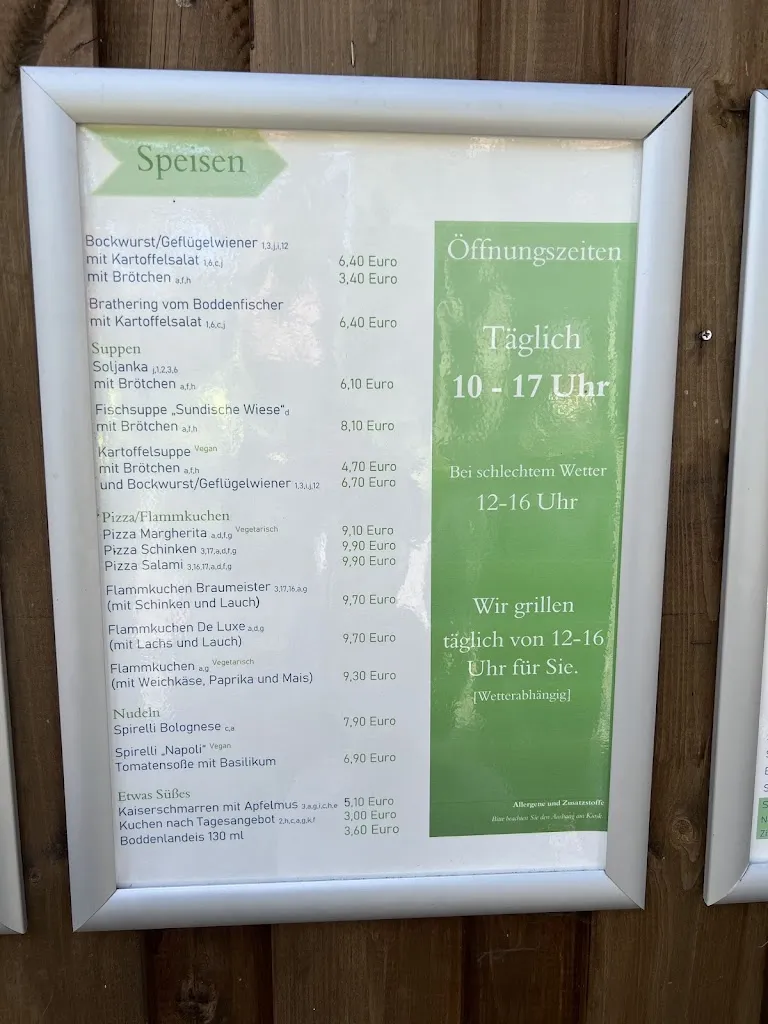 Speisen
Bockwurst/Geflügelwiener 1,3,j,i,12
mit Kartoffelsalat 1,6,c,j 6,40 Euro
mit Brötchen a,f,h 3,40 Euro
Brathering vom Boddenfischer
mit Kartoffelsalat 1,6,c,j 6,40 Euro
Suppen
Soljanka j,1,2,3,6
mit Brötchen a,f,h 6,10 Euro
Fischsuppe „Sundische Wiese“ d
mit Brötchen a,f,h 8,10 Euro
Kartoffelsuppe Vegan
mit Brötchen a,f,h 4,70 Euro
und Bockwurst/Geflügelwiener 1,3,i,j,12 6,70 Euro
Pizza/Flammkuchen
Pizza Margherita a,d,f,g Vegetarisch 9,10 Euro
Pizza Schinken 3,17,a,d,f,g 9,90 Euro
Pizza Salami 3,16,17,a,d,f,g 9,90 Euro
Flammkuchen Braumeister 3,17,16,a,g
(mit Schinken und Lauch) 9,70 Euro
Flammkuchen De Luxe a,d,g
(mit Lachs und Lauch) 9,70 Euro
Flammkuchen a,g Vegetarisch
(mit Weichkäse, Paprika und Mais) 9,30 Euro
Nudeln
Spirelli Bolognese c,a 7,90 Euro
Spirelli „Napoli“ Vegan
Tomatensoße mit Basilikum 6,90 Euro
Etwas Süßes
Kaiserschmarren mit Apfelmus 3,a,g,i,c,h,e 5,10 Euro
Kuchen nach Tagesangebot 2,h,c,a,g,k,f 3,00 Euro
Boddenlandeis 130 ml 3,60 Euro
Öffnungszeiten
Täglich
10 - 17 Uhr
Bei schlechtem Wetter
12-16 Uhr
Wir grillen
täglich von 12-16
Uhr für Sie.
[Wetterabhängig]
Allergene und Zusatzstoffe
Bitte beachten Sie den Aushang am Kiosk